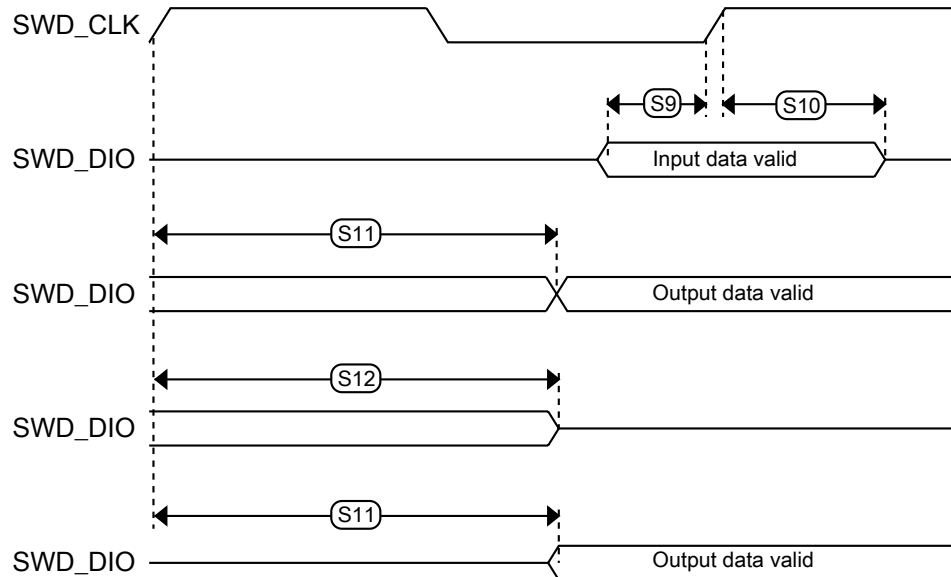 SWD_CLK
S9
S10
SWD_DIO
Input data valid
S11
SWD_DIO
Output data valid
S12
SWD_DIO
S11
SWD_DIO
Output data valid